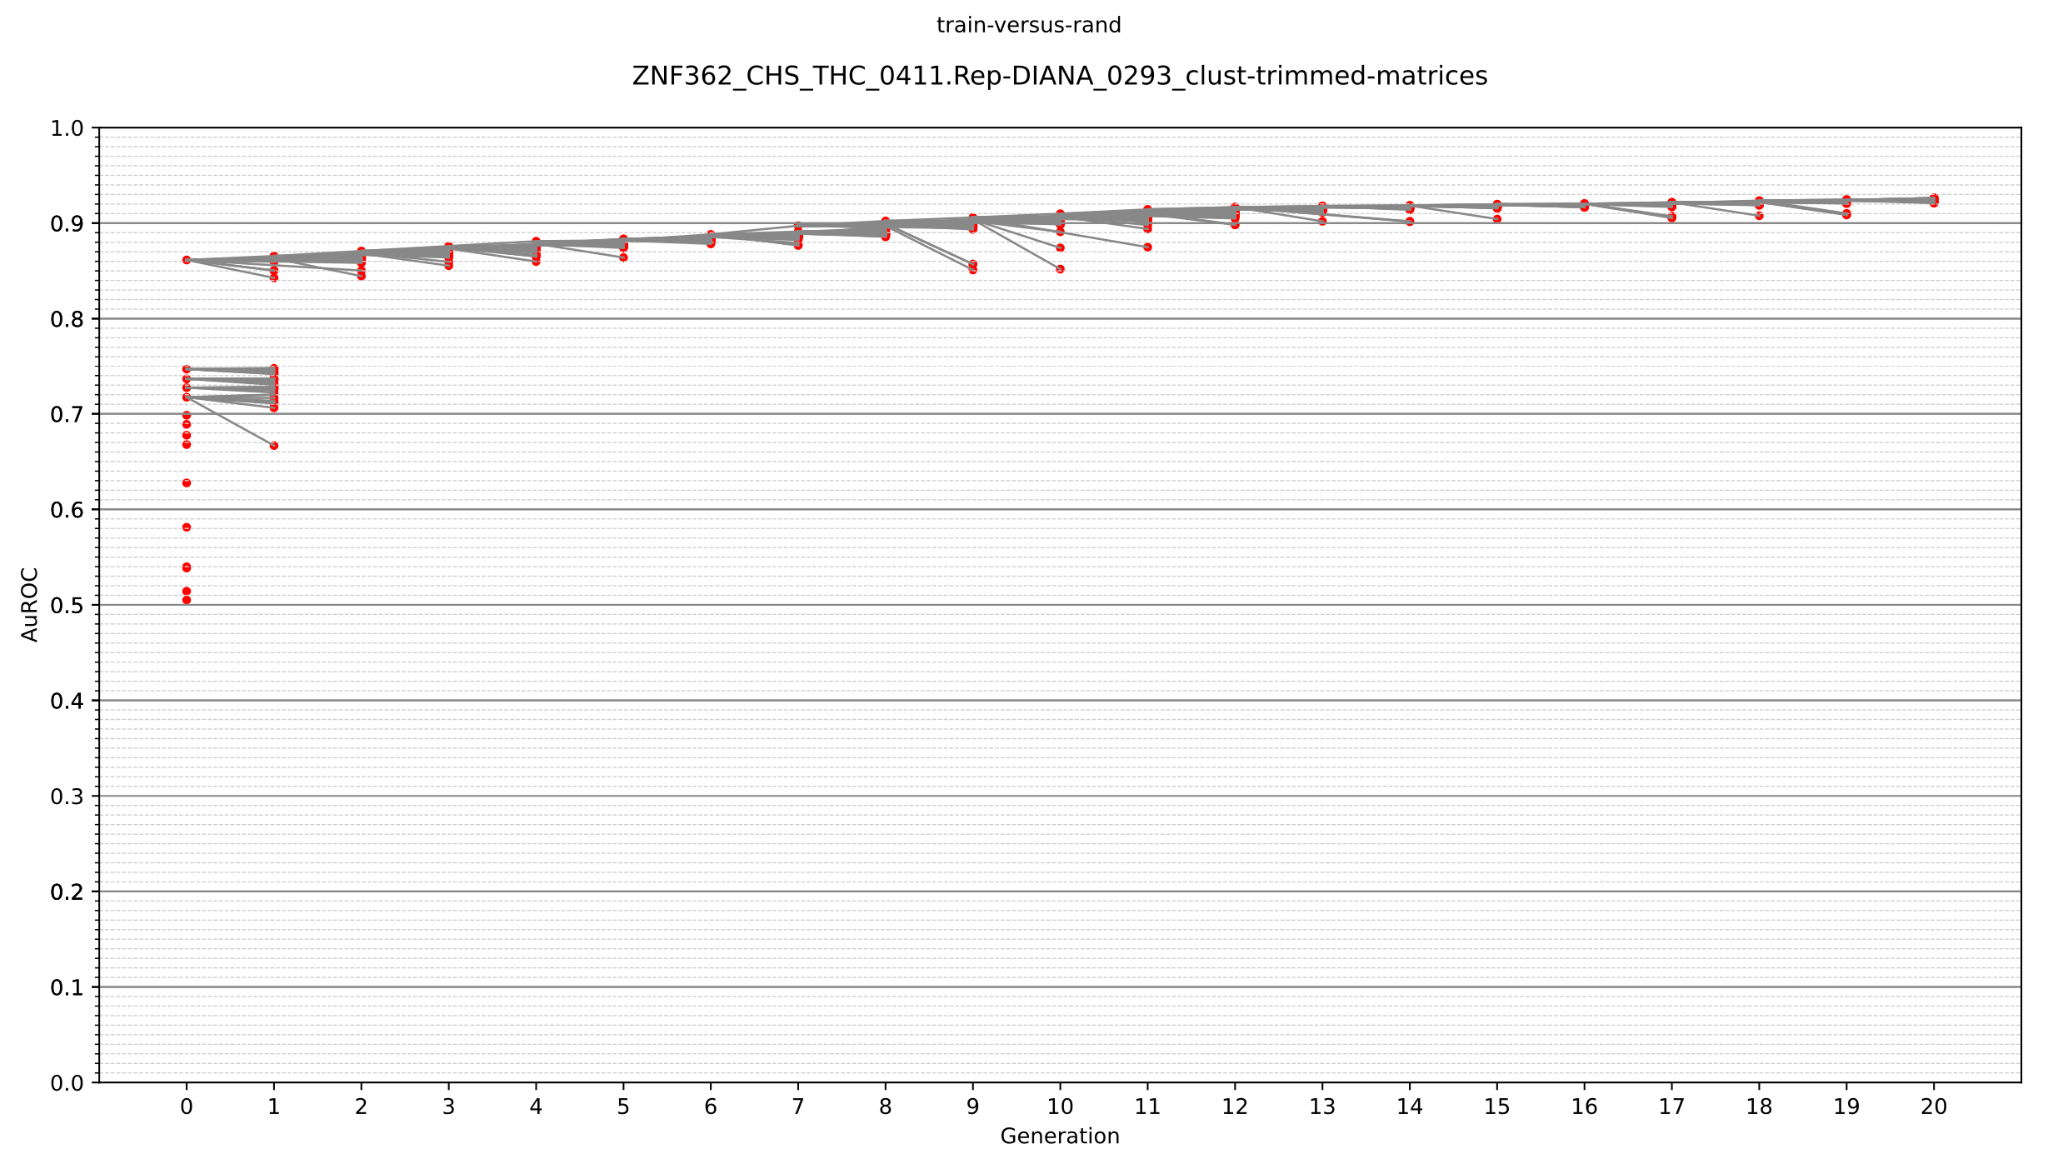 train-versus-rand
ZNF362_CHS_THC_0411.Rep-DIANA_0293_clust-trimmed-matrices
1.0
0.9
0.8
0.7
0.6
0.5
0.4
0.3
0.2
0.1
0.0
AuROC
0 1 2 3 4 5 6 7 8 9 10 11 12 13 14 15 16 17 18 19 20
Generation